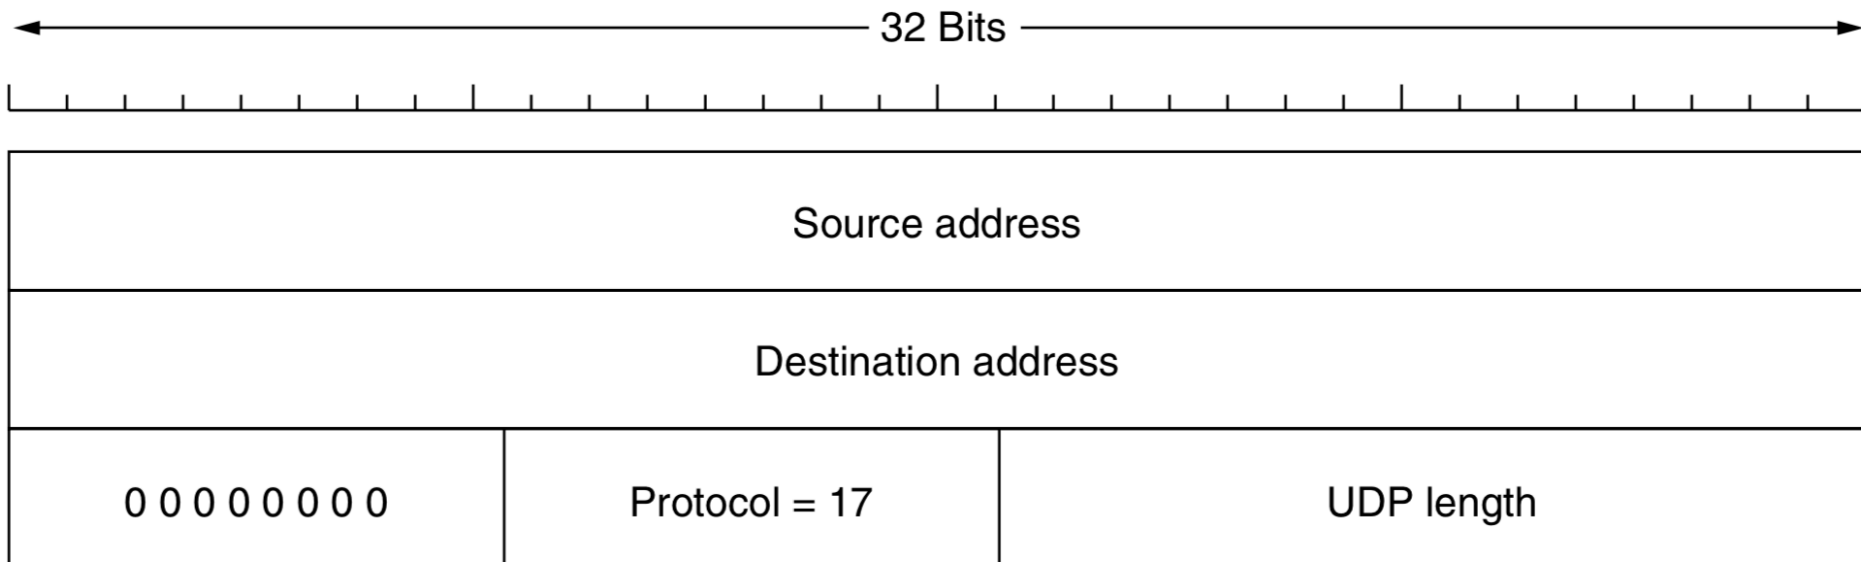 32 Bits
Source address
Destination address
0 0 0 0 0 0 0 0 Protocol = 17 UDP length